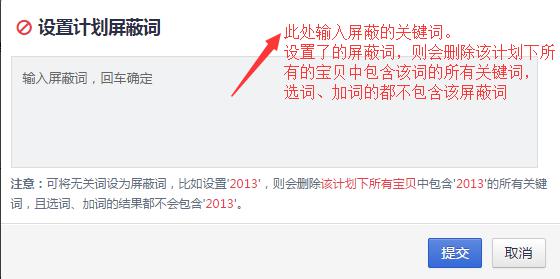 设置计划屏蔽词
此处输入屏蔽的关键词。
设置了的屏蔽词，则会删除该计划下所
有的宝贝中包含该词的所有关键词，
选词、加词的都不包含该屏蔽词
输入屏蔽词，回车确定
注意：可将无关词设为屏蔽词，比如设置'2013'，则会删除该计划下所有宝贝中包含'2013'的所有关键
词，且选词、加词的结果都不会包含'2013'。
提交
取消